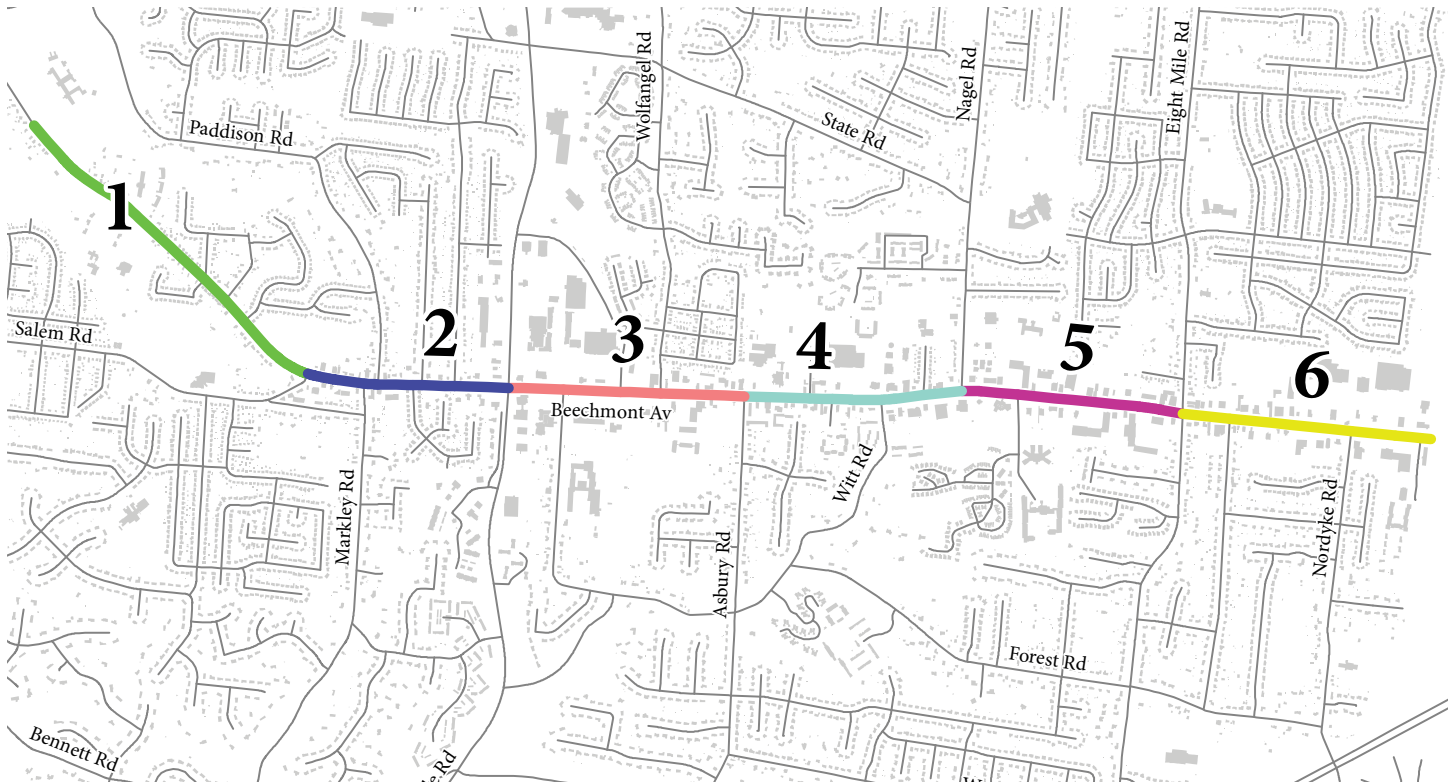 Wolfangel Rd
Nagel Rd
Eight Mile Rd
Paddison Rd
State Rd
1
Salem Rd
2
3
4
5
6
Beechmont Av
Witt Rd
Markley Rd
Asbury Rd
Nordyke Rd
Forest Rd
Bennett Rd
Rd